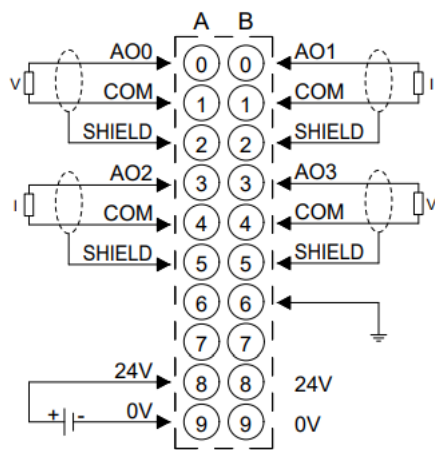 A B
AO0 0 0 AO1
V I
COM 1 1 COM
SHIELD 2 2 SHIELD
AO2 3 3 AO3
I V
COM 4 4 COM
SHIELD 5 5 SHIELD
6 6
7 7
24V 8 8 24V
+ - 0V 9 9 0V